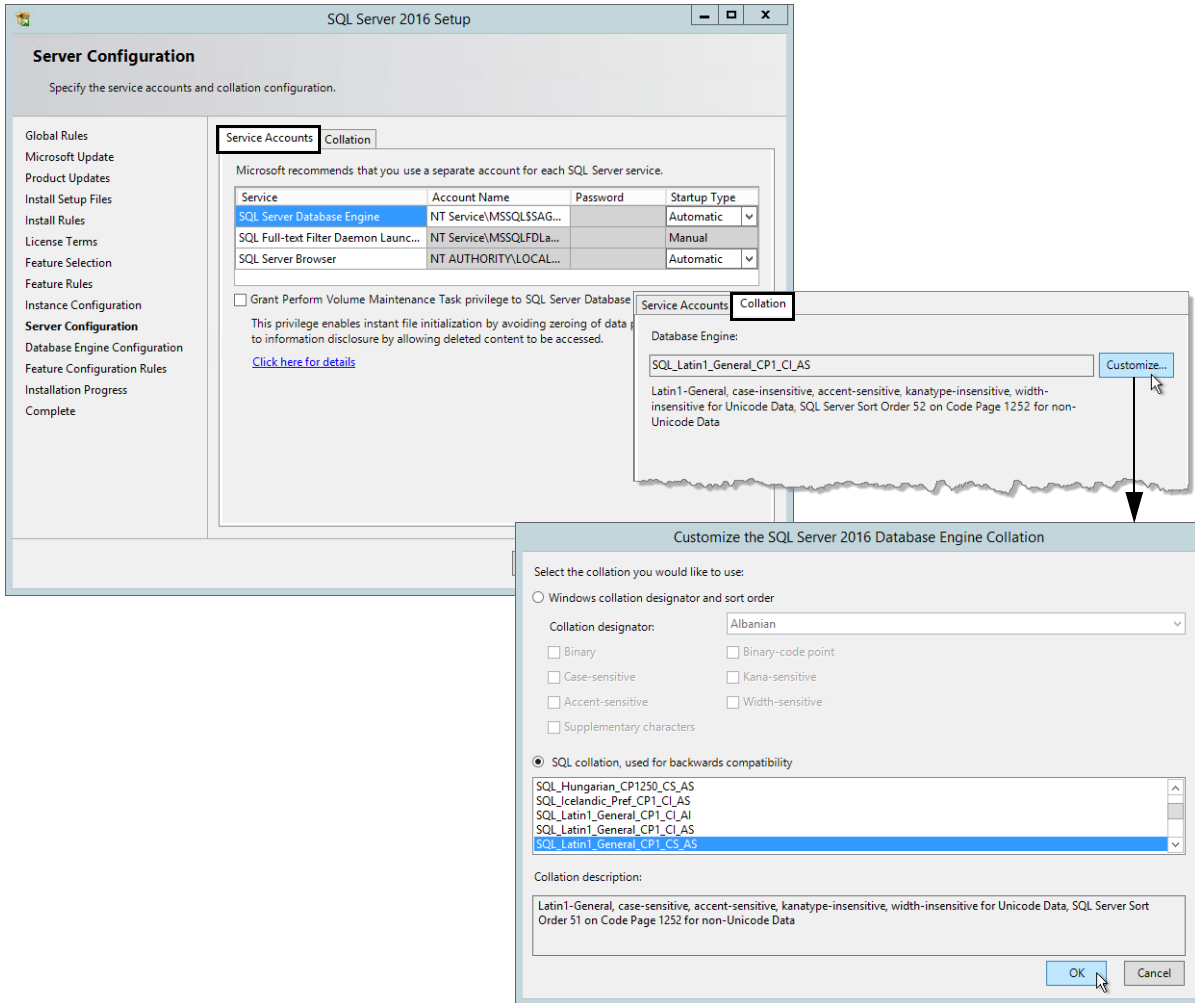 SQL Server 2016 Setup
Server Configuration
Specify the service accounts and collation configuration.
Global Rules
Microsoft Update
Product Updates
Install Setup Files
Install Rules
License Terms
Feature Selection
Feature Rules
Instance Configuration
Server Configuration
Database Engine Configuration
Feature Configuration Rules
Installation Progress
Complete
Service Accounts Collation
Microsoft recommends that you use a separate account for each SQL Server service.
Service Account Name Password Startup Type
SQL Server Database Engine NT Service\MSSQL$SAG... Automatic
SQL Full-text Filter Daemon Launc... NT Service\MSSQLFDLa... Manual
SQL Server Browser NT AUTHORITY\LOCAL... Automatic
Grant Perform Volume Maintenance Task privilege to SQL Server Database
This privilege enables instant file initialization by avoiding zeroing of data
to information disclosure by allowing deleted content to be accessed.
Click here for details
Service Accounts Collation
Database Engine:
SQL_Latin1_General_CP1_CI_AS Customize...
Latin1-General, case-insensitive, accent-sensitive, kanatype-insensitive, width-
insensitive for Unicode Data, SQL Server Sort Order 52 on Code Page 1252 for non-
Unicode Data
Customize the SQL Server 2016 Database Engine Collation
Select the collation you would like to use:
Windows collation designator and sort order
Collation designator: Albanian
Binary Binary-code point
Case-sensitive Kana-sensitive
Accent-sensitive Width-sensitive
Supplementary characters
SQL collation, used for backwards compatibility
SQL_Hungarian_CP1250_CS_AS
SQL_Icelandic_Pref_CP1_CI_AS
SQL_Latin1_General_CP1_CI_AI
SQL_Latin1_General_CP1_CI_AS
SQL_Latin1_General_CP1_CS_AS
Collation description:
Latin1-General, case-sensitive, accent-sensitive, kanatype-insensitive, width-insensitive for Unicode Data, SQL Server Sort
Order 51 on Code Page 1252 for non-Unicode Data
OK Cancel